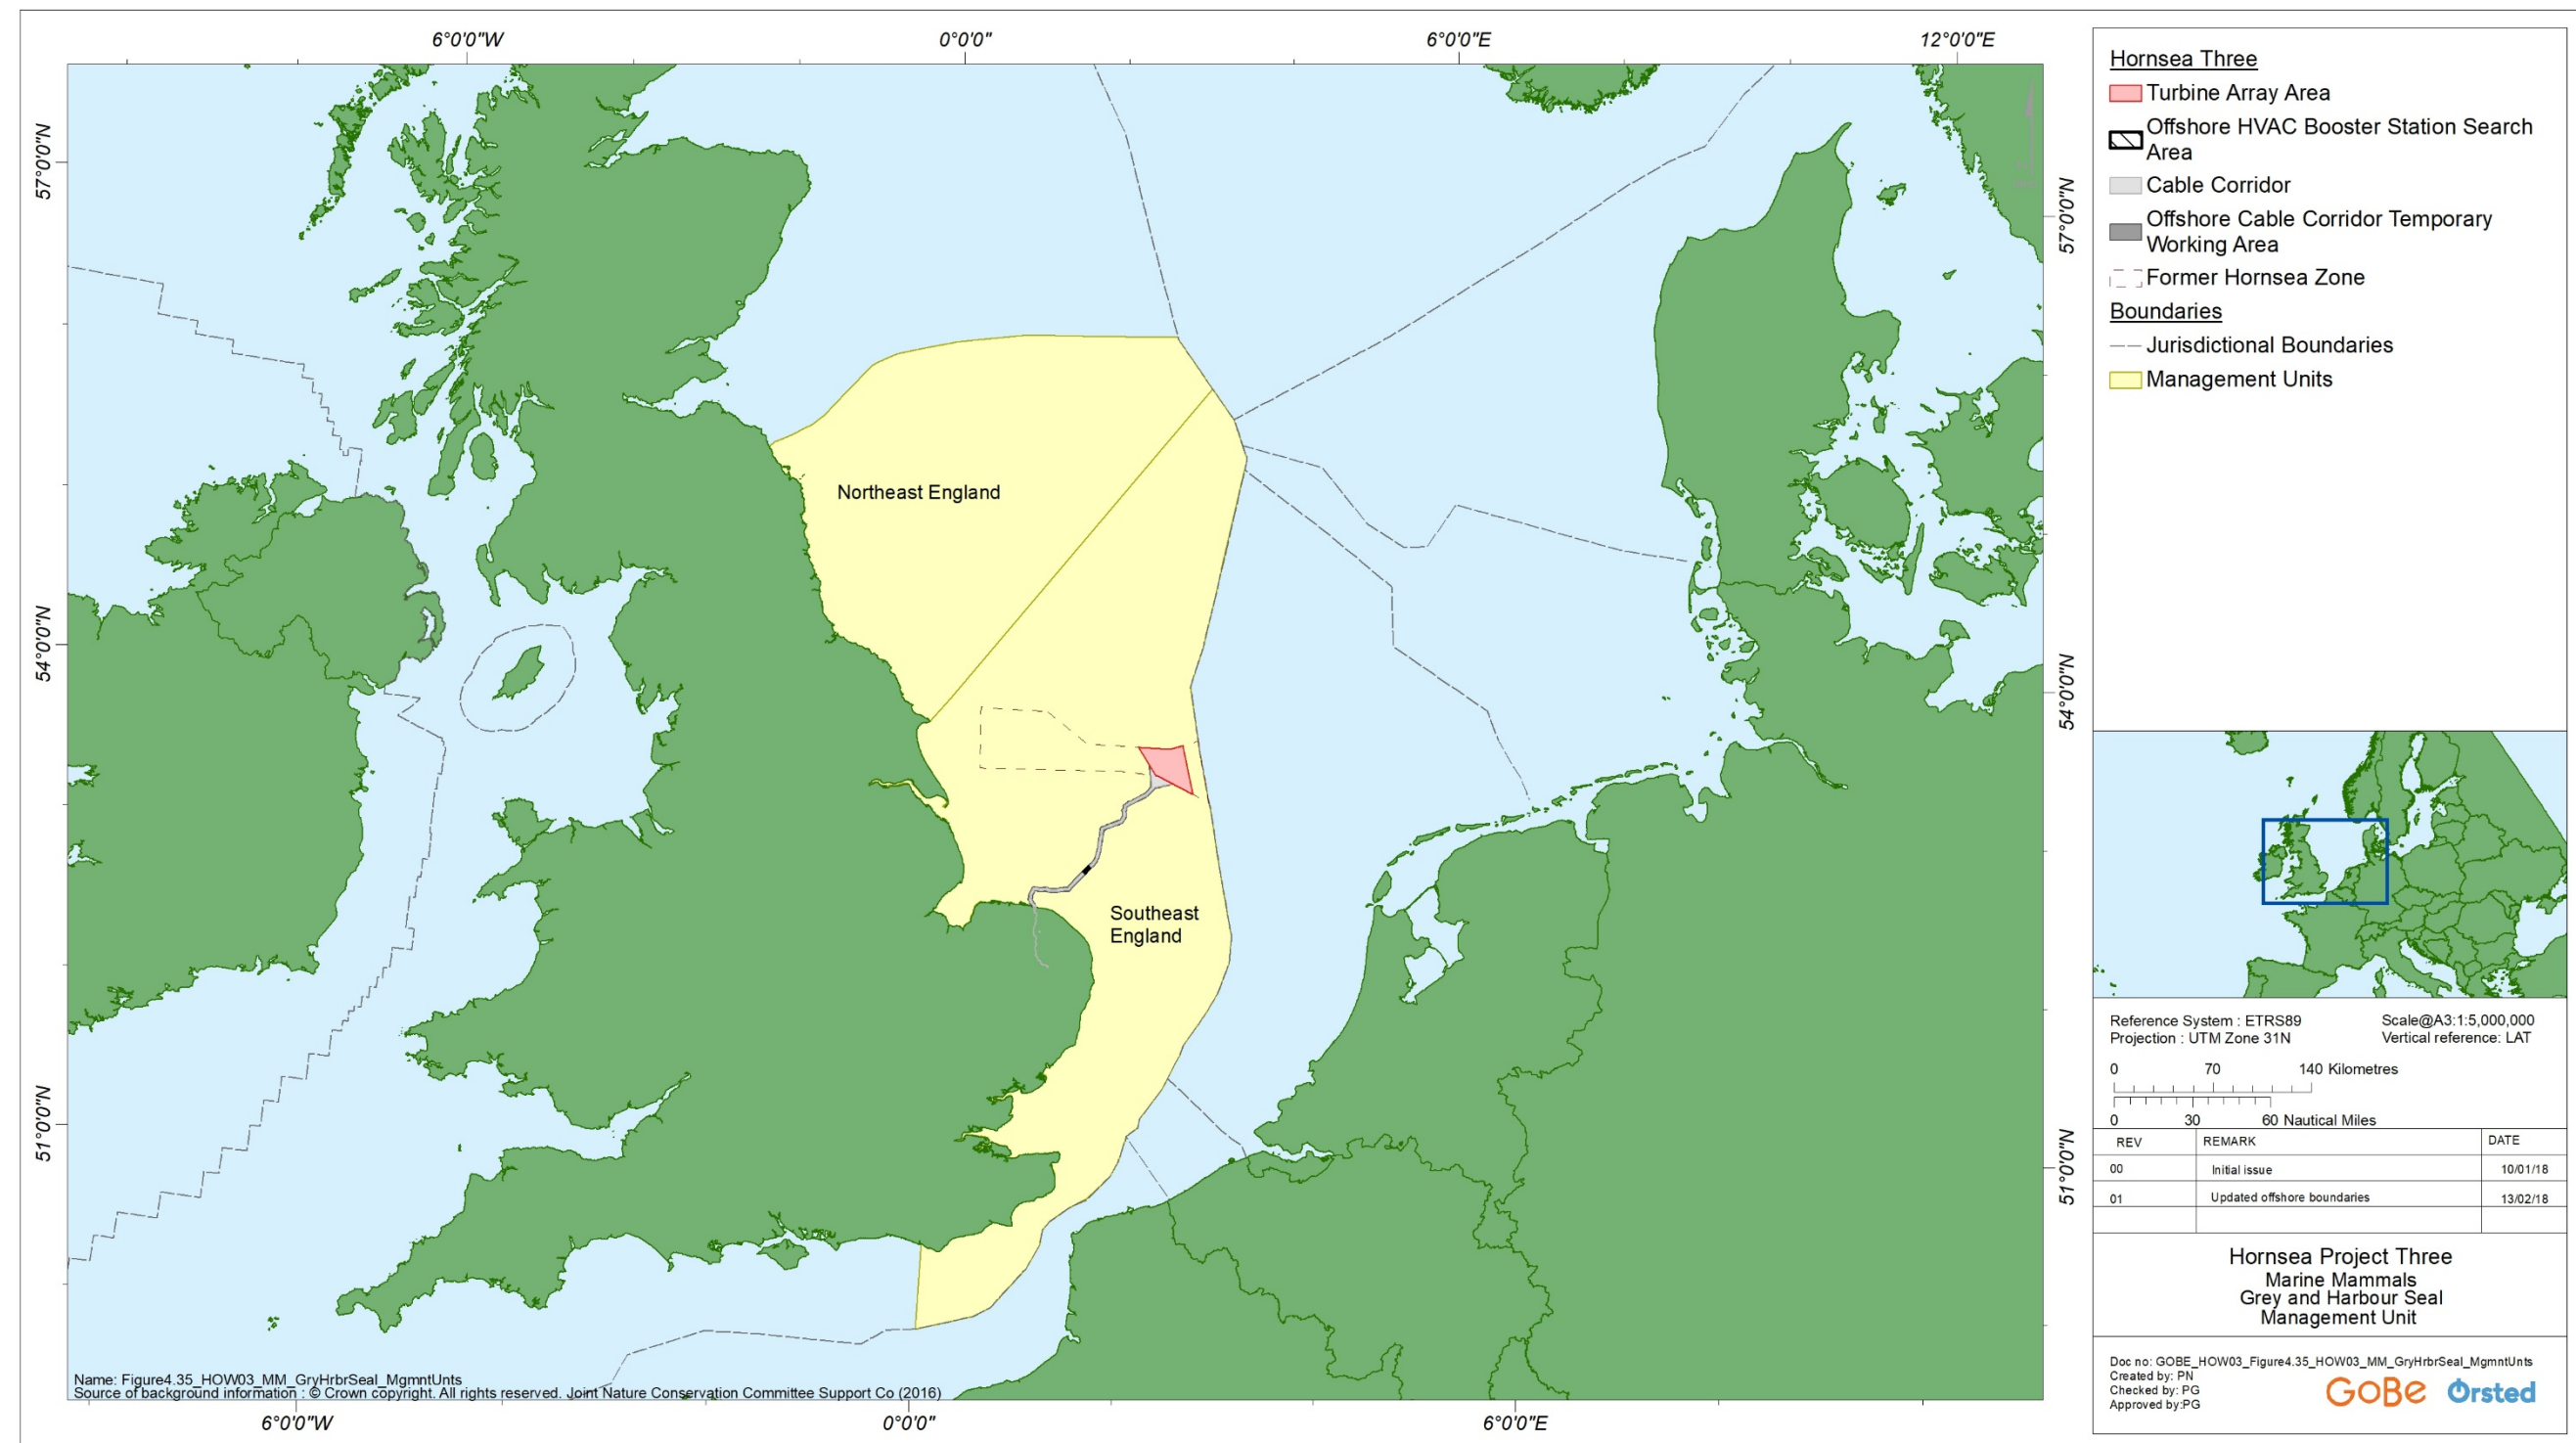 6°0'0"W 0°0'0" 6°0'0"E 12°0'0"E
57°0'0"N
54°0'0"N
51°0'0"N
57°0'0"N
54°0'0"N
51°0'0"N
Northeast England
Southeast
England
Name: Figure4.35_HOW03_MM_GryHrbrSeal_MgmntUnts
Source of background information : © Crown copyright. All rights reserved. Joint Nature Conservation Committee Support Co (2016)
6°0'0"W 0°0'0" 6°0'0"E
Hornsea Three
Turbine Array Area
Offshore HVAC Booster Station Search
Area
Cable Corridor
Offshore Cable Corridor Temporary
Working Area
Former Hornsea Zone
Boundaries
Jurisdictional Boundaries
Management Units
Reference System : ETRS89 Scale@A3:1:5,000,000
Projection : UTM Zone 31N Vertical reference: LAT
0 70 140 Kilometres
0 30 60 Nautical Miles
REV REMARK DATE
00 Initial issue 10/01/18
01 Updated offshore boundaries 13/02/18
Hornsea Project Three
Marine Mammals
Grey and Harbour Seal
Management Unit
Doc no: GOBE_HOW03_Figure4.35_HOW03_MM_GryHrbrSeal_MgmntUnts
Created by: PN
Checked by: PG
Approved by:PG
GoBe Ørsted